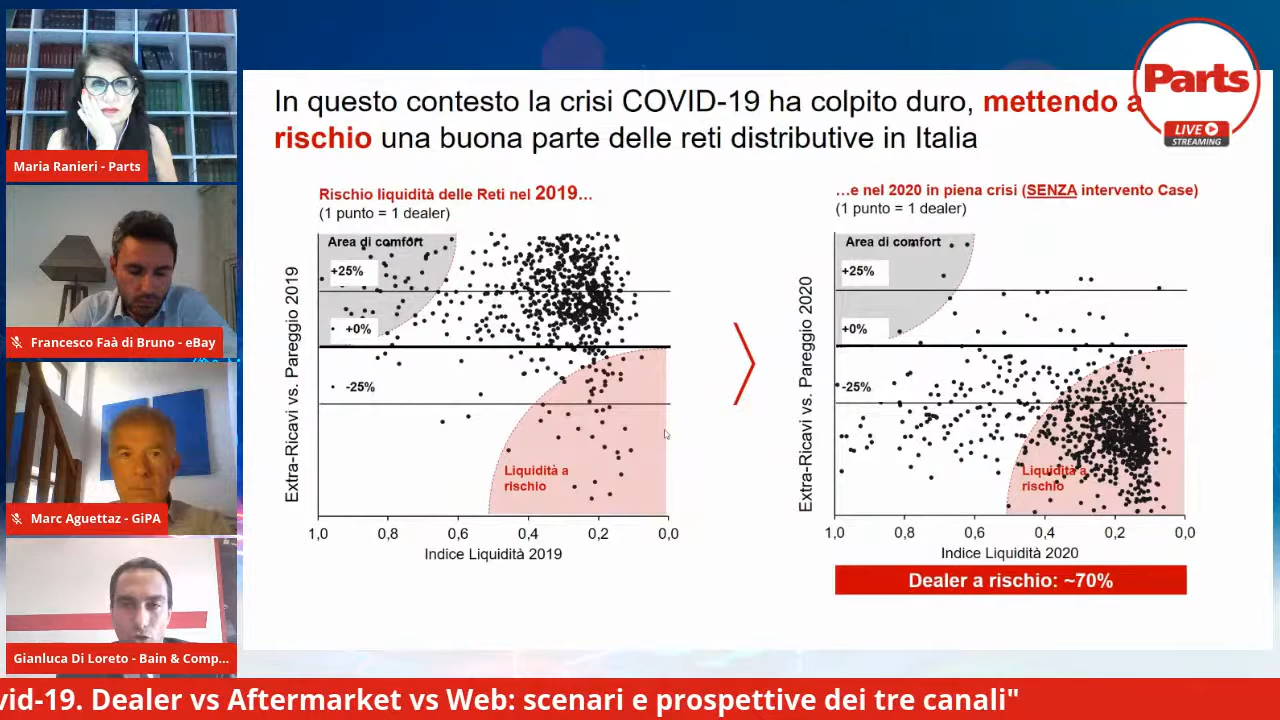 Maria Ranieri - Parts
Francesco Faà di Bruno - eBay
Marc Aguettaz - GiPA
Gianluca Di Loreto - Bain & Comp...
Parts
LIVE
STREAMING
In questo contesto la crisi COVID-19 ha colpito duro, mettendo a
rischio una buona parte delle reti distributive in Italia
Rischio liquidità delle Reti nel 2019...
(1 punto = 1 dealer)
Area di comfort
+25%
+0%
-25%
Extra-Ricavi vs. Pareggio 2019
Liquidità a
rischio
1,0 0,8 0,6 0,4 0,2 0,0
Indice Liquidità 2019
...e nel 2020 in piena crisi (SENZA intervento Case)
(1 punto = 1 dealer)
Area di comfort
+25%
+0%
-25%
Extra-Ricavi vs. Pareggio 2020
Liquidità a
rischio
1,0 0,8 0,6 0,4 0,2 0,0
Indice Liquidità 2020
Dealer a rischio: ~70%
vid-19. Dealer vs Aftermarket vs Web: scenari e prospettive dei tre canali"